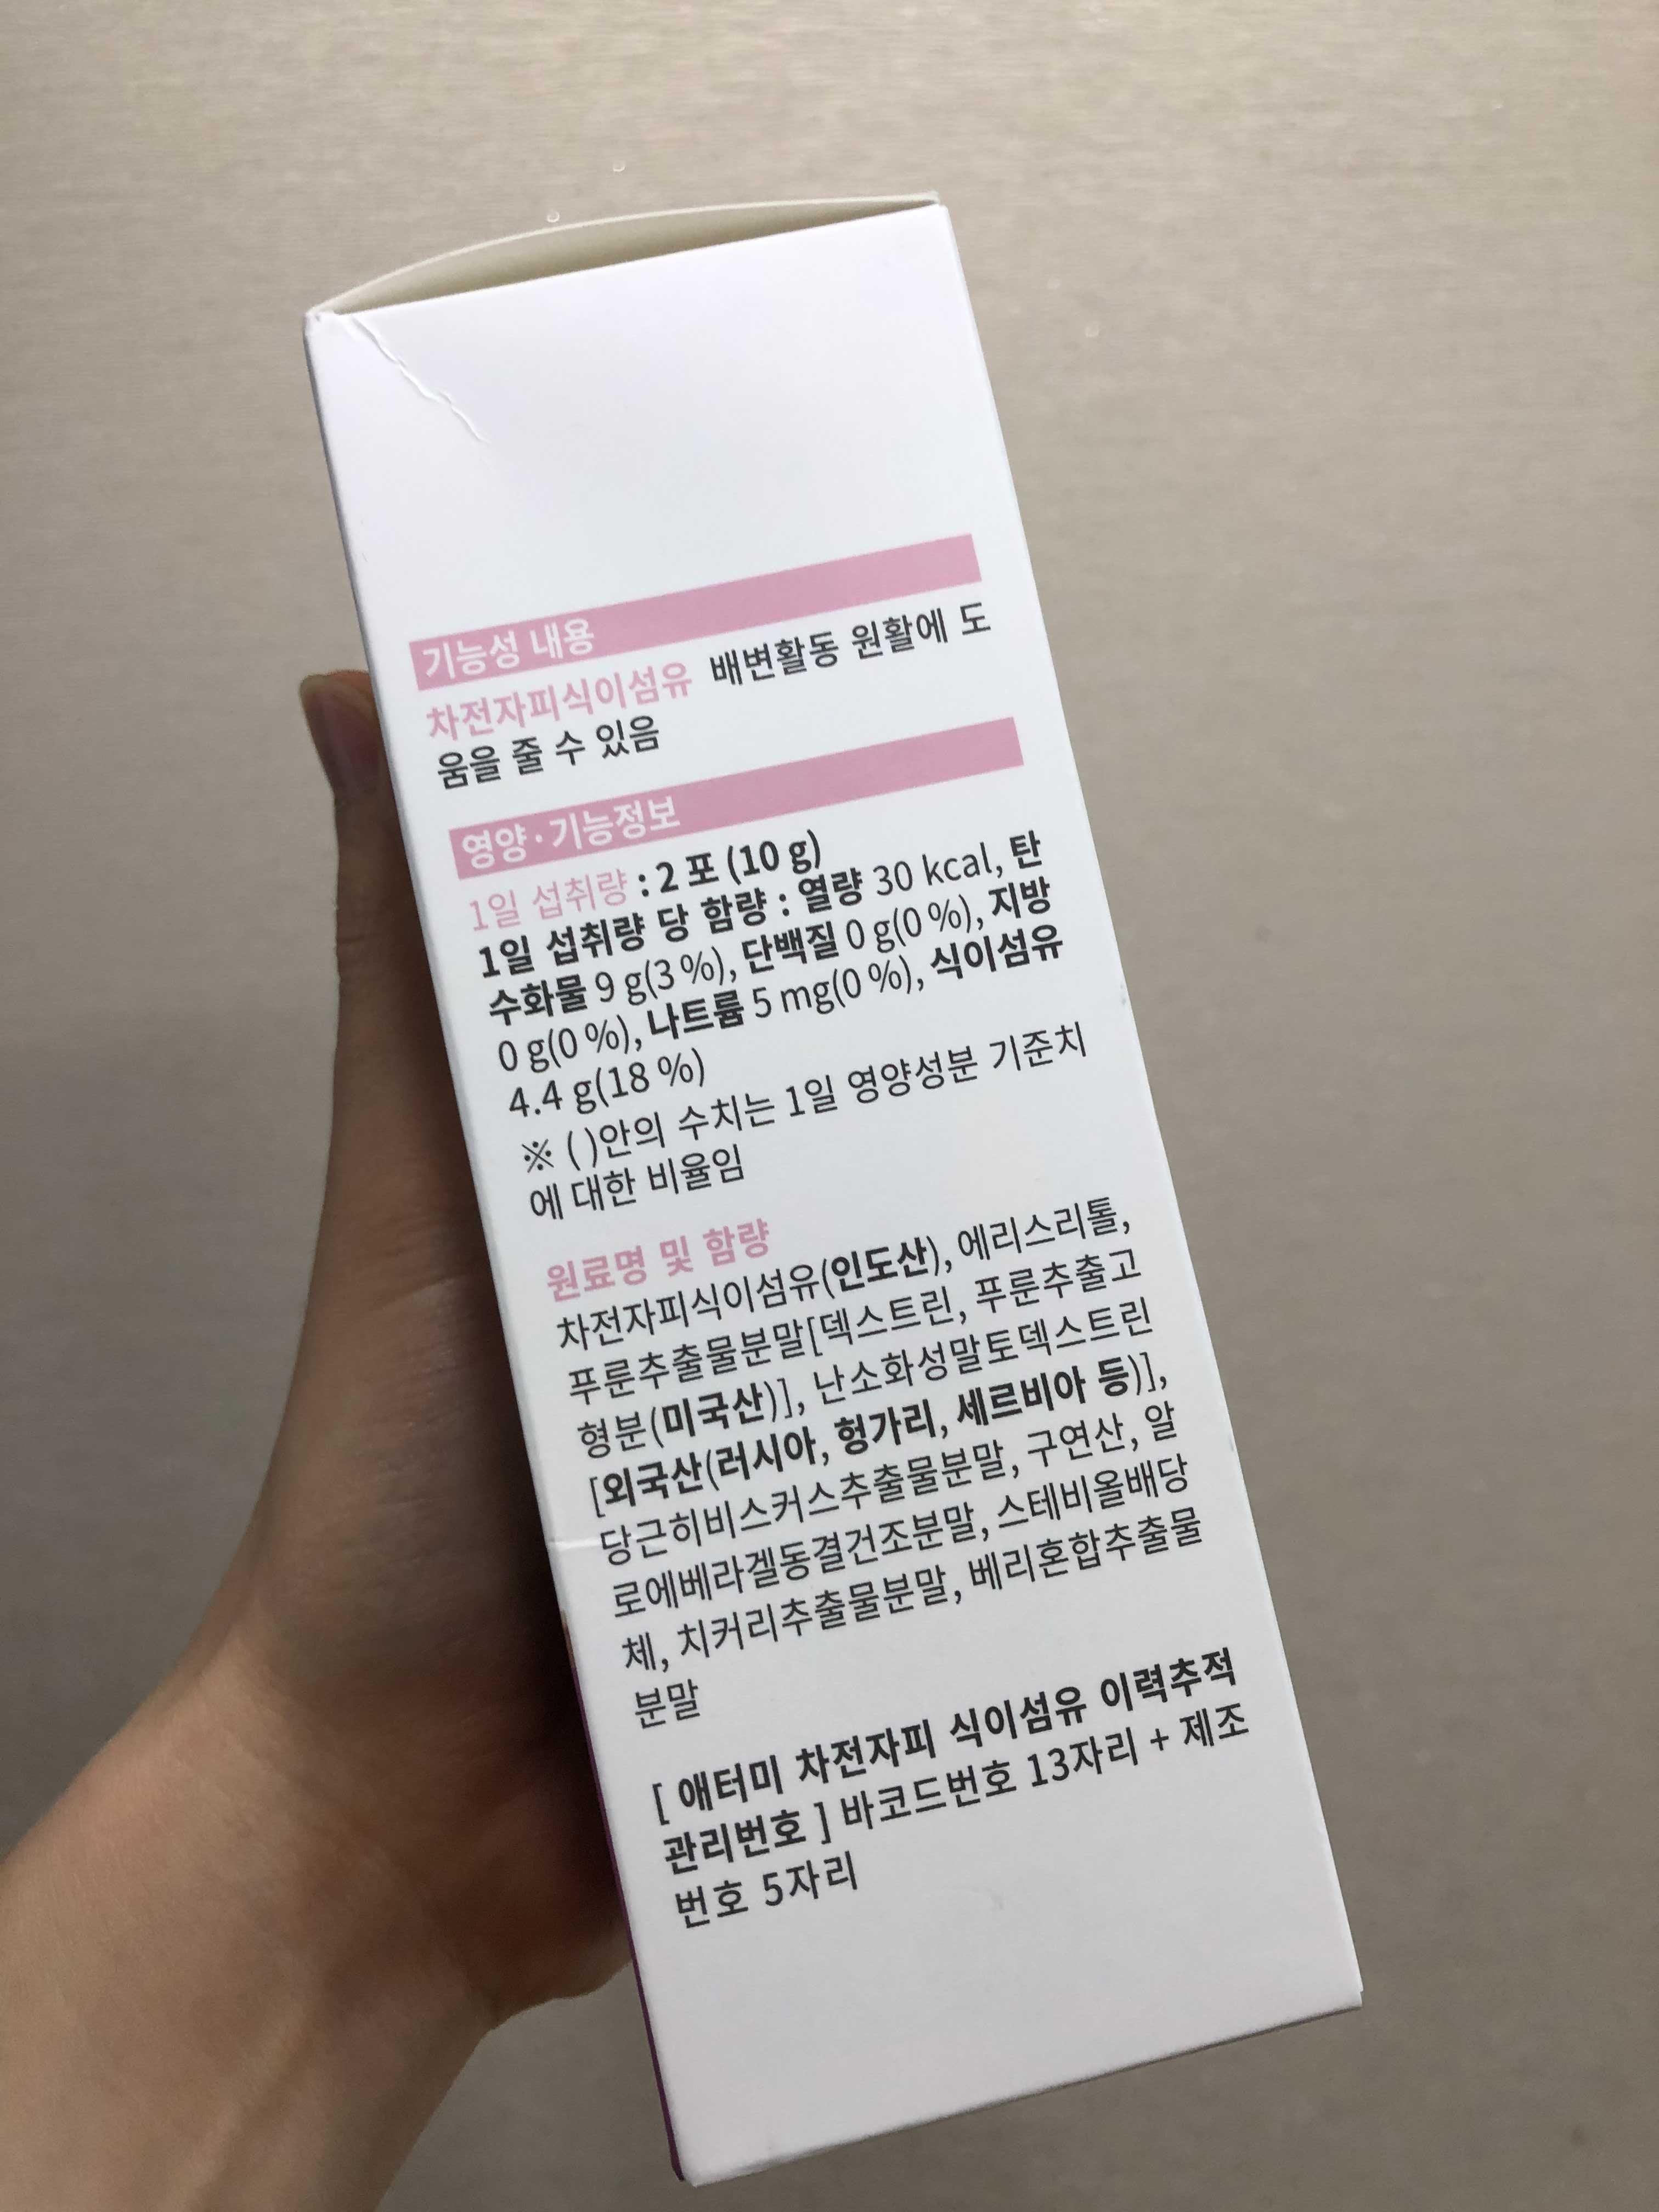 기능성 내용
차전자피식이섬유 배변활동 원활에 도
움을 줄 수 있음
영양·기능정보
1일 섭취량 : 2 포 (10 g)
1일 섭취량 당 함량 : 열량 30 kcal, 탄
수화물 9 g(3 %), 단백질 0 g(0 %), 지방
0 g(0 %), 나트륨 5 mg(0 %), 식이섬유
4.4 g(18 %)
※ ( )안의 수치는 1일 영양성분 기준치
에 대한 비율임
원료명 및 함량
차전자피식이섬유(인도산), 에리스리톨,
푸룬추출물분말[덱스트린, 푸룬추출고
형분(미국산)], 난소화성말토덱스트린
[외국산(러시아, 헝가리, 세르비아 등)],
당근히비스커스추출물분말, 구연산, 알
로에베라겔동결건조분말, 스테비올배당
체, 치커리추출물분말, 베리혼합추출물
분말
[ 애터미 차전자피 식이섬유 이력추적
관리번호 ] 바코드번호 13자리 + 제조
번호 5자리